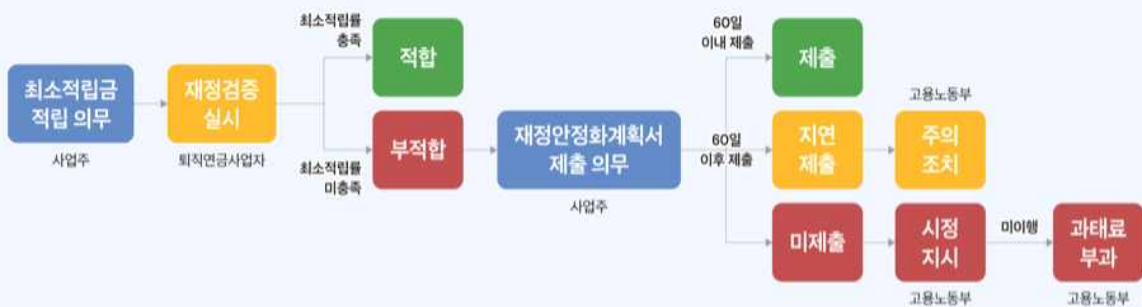 최소적립금
적립 의무
사업주
재정검증
실시
퇴직연금사업자
최소적립률
충족
적합
최소적립률
미충족
부적합
재정안정화계획서
제출 의무
사업주
60일
이내 제출
제출
60일
이후 제출
지연
제출
고용노동부
주의
조치
미제출
시정
지시
고용노동부
미이행
과태료
부과
고용노동부